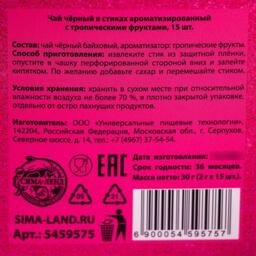 Чай чёрный в стиках ароматизированный
с тропическими фруктами, 15 шт.
Состав: чай чёрный байховый, ароматизатор: тропические фрукты.
Способ приготовления: извлеките стик из защитной плёнки,
опустите в чашку перфорированной стороной вниз и залейте
кипятком. По желанию добавьте сахар и перемешайте стиком.
Условия хранения: хранить в сухом месте при относительной
влажности воздуха не более 70 %, в плотно закрытой упаковке,
отдельно от остро пахнущих продуктов.
Изготовитель: ООО «Универсальные пищевые технологии»,
142204, Российская Федерация, Московская обл., г. Серпухов,
Северное шоссе, д. 14, тел.: +7 (4967) 37-54-54.
СИМА-ЛЕНД
SIMA-LAND.RU
Арт.: 5459575
EAC
05
21
Дата изготовления:
Срок годности: 36 месяцев.
Масса нетто: 30 г (2 г х 15 шт.)
6 900054 595757